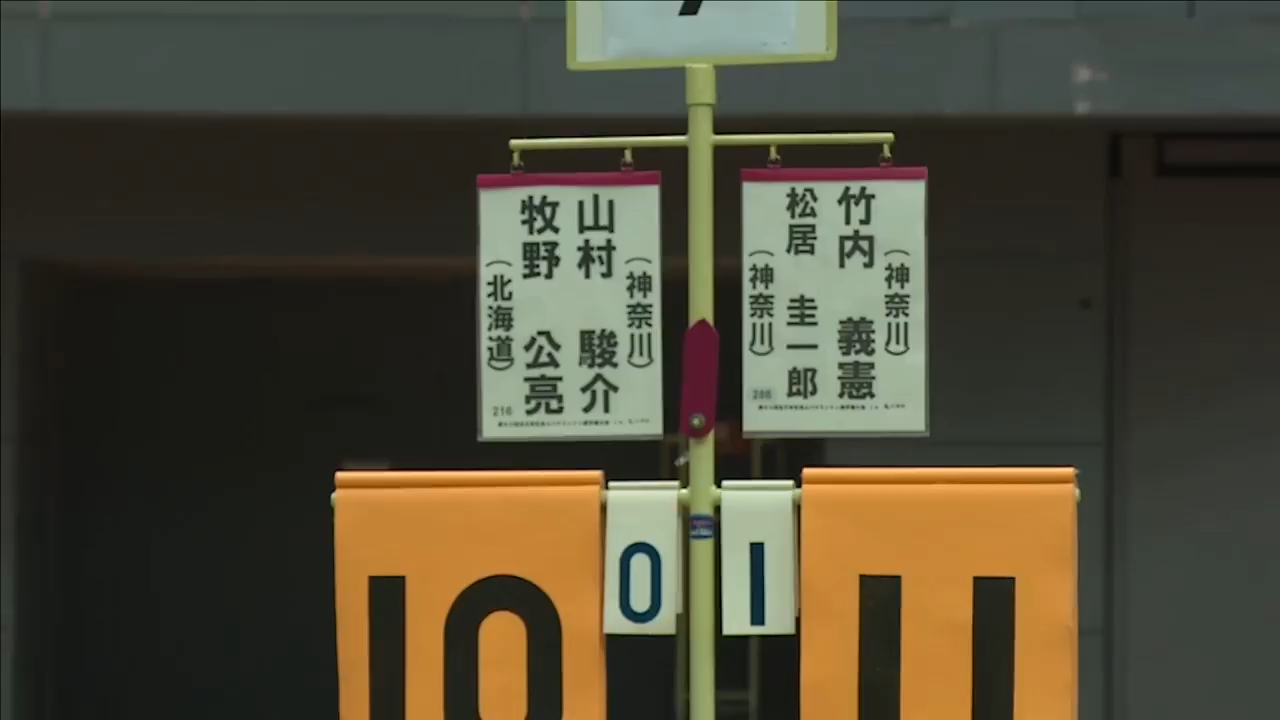 山村 駿介
(神奈川)
牧野 公亮
(北海道)
216
竹内 義憲
(神奈川)
松居 圭一郎
(神奈川)
286
0
1
10
11